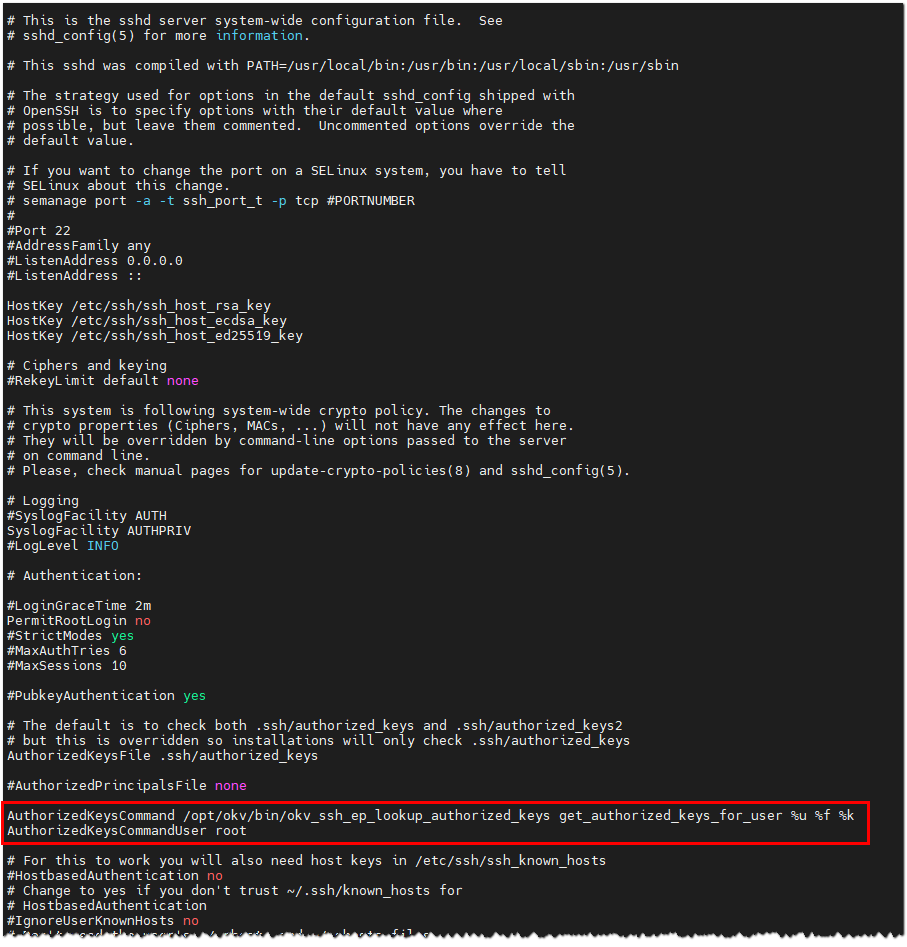 # This is the sshd server system-wide configuration file.  See
# sshd_config(5) for more information.
# This sshd was compiled with PATH=/usr/local/bin:/usr/bin:/usr/local/sbin:/usr/sbin
# The strategy used for options in the default sshd_config shipped with
# OpenSSH is to specify options with their default value where
# possible, but leave them commented.  Uncommented options override the
# default value.
# If you want to change the port on a SELinux system, you have to tell
# SELinux about this change.
# semanage port -a -t ssh_port_t -p tcp #PORTNUMBER
#
#Port 22
#AddressFamily any
#ListenAddress 0.0.0.0
#ListenAddress ::
HostKey /etc/ssh/ssh_host_rsa_key
HostKey /etc/ssh/ssh_host_ecdsa_key
HostKey /etc/ssh/ssh_host_ed25519_key
# Ciphers and keying
#RekeyLimit default none
# This system is following system-wide crypto policy. The changes to
# crypto properties (Ciphers, MACs, ...) will not have any effect here.
# They will be overridden by command-line options passed to the server
# on command line.
# Please, check manual pages for update-crypto-policies(8) and sshd_config(5).
# Logging
#SyslogFacility AUTH
SyslogFacility AUTHPRIV
#LogLevel INFO
# Authentication:
#LoginGraceTime 2m
PermitRootLogin no
#StrictModes yes
#MaxAuthTries 6
#MaxSessions 10
#PubkeyAuthentication yes
# The default is to check both .ssh/authorized_keys and .ssh/authorized_keys2
# but this is overridden so installations will only check .ssh/authorized_keys
AuthorizedKeysFile .ssh/authorized_keys
#AuthorizedPrincipalsFile none
AuthorizedKeysCommand /opt/okv/bin/okv_ssh_ep_lookup_authorized_keys get_authorized_keys_for_user %u %f %k
AuthorizedKeysCommandUser root
# For this to work you will also need host keys in /etc/ssh/ssh_known_hosts
#HostbasedAuthentication no
# Change to yes if you don't trust ~/.ssh/known_hosts for
# HostbasedAuthentication
#IgnoreUserKnownHosts no